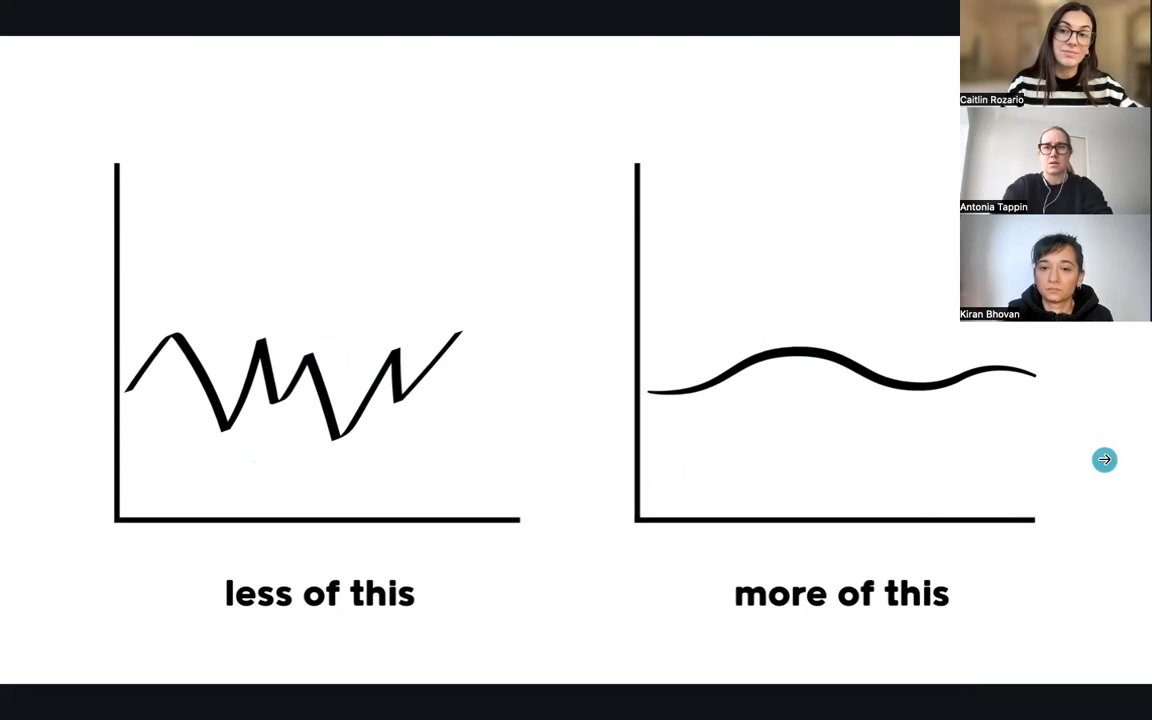 Caitlin Rozario
Antonia Tappin
Kiran Bhovan
less of this
more of this